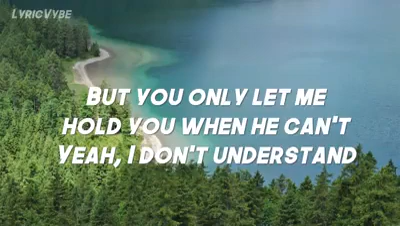 LyricVybe
But you only let me
hold you when he can't
Yeah, I don't understand